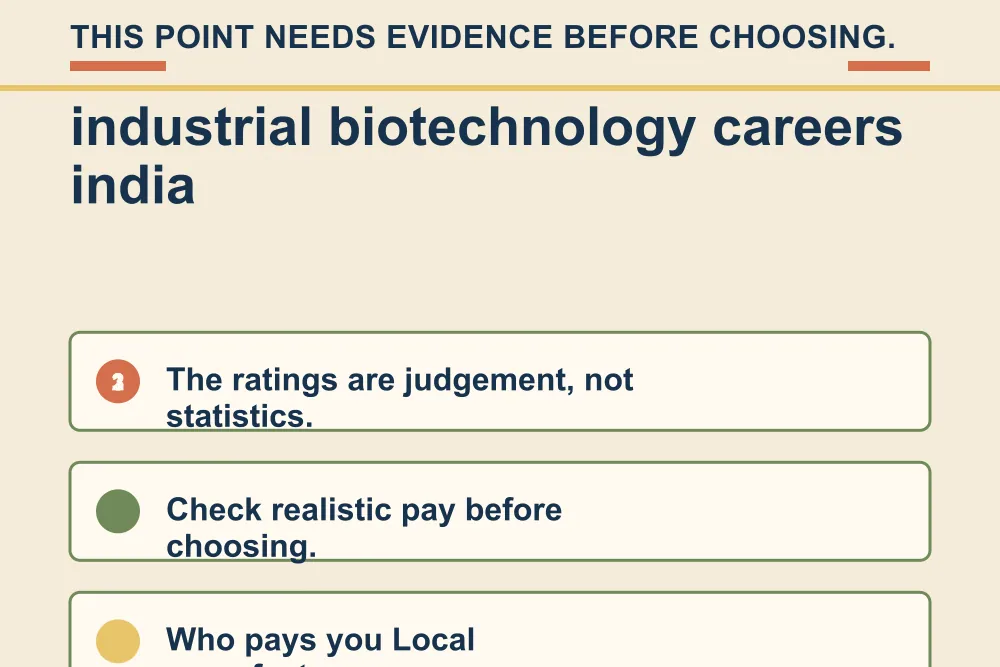 THIS POINT NEEDS EVIDENCE BEFORE CHOOSING.
industrial biotechnology careers
india
The ratings are judgement, not
statistics.
Check realistic pay before
choosing.
Who pays you Local